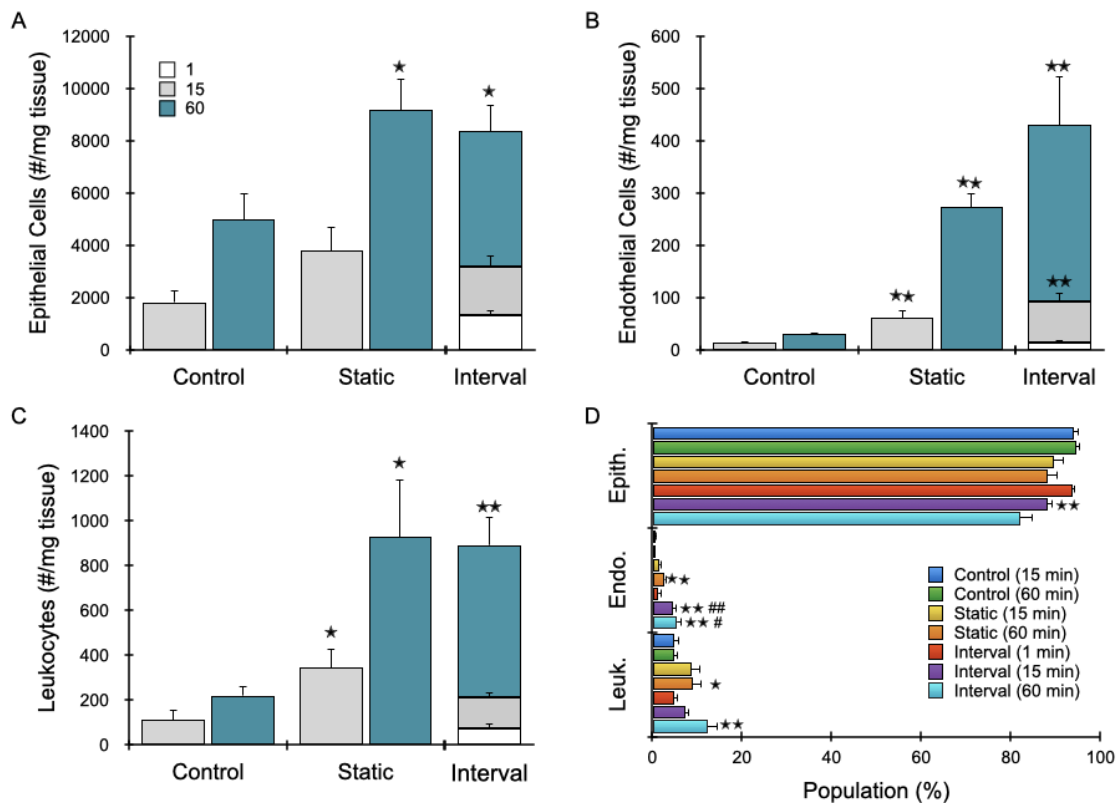 A
Epithelial Cells (#/mg tissue)
12000
10000
8000
6000
4000
2000
0
1
15
60
★
★
Control
Static
Interval
B
Endothelial Cells (#/mg tissue)
600
500
400
300
200
100
0
★★
★★
★★
★★
Control
Static
Interval
C
Leukocytes (#/mg tissue)
1400
1200
1000
800
600
400
200
0
★
★
★★
Control
Static
Interval
D
Epith.
Endo.
Leuk.
★★
★★
★★ ##
★★ #
★
★★
Control (15 min)
Control (60 min)
Static (15 min)
Static (60 min)
Interval (1 min)
Interval (15 min)
Interval (60 min)
0
20
40
60
80
100
Population (%)